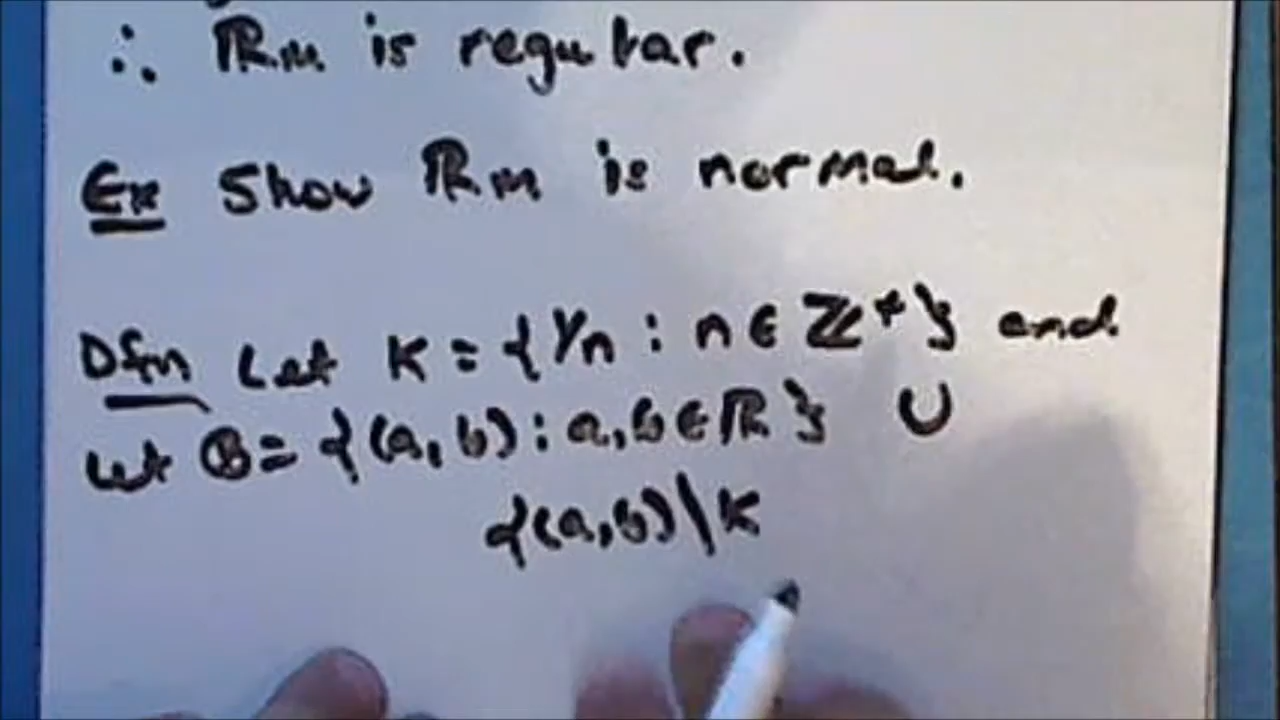 ∴ ℝm is regular.
Ex Show ℝm is normal.
Dfn Let K = {1/n : n ∈ ℤ⁺} and
let B = {(a, b) : a, b ∈ ℝ} ∪
{(a, b) \ K